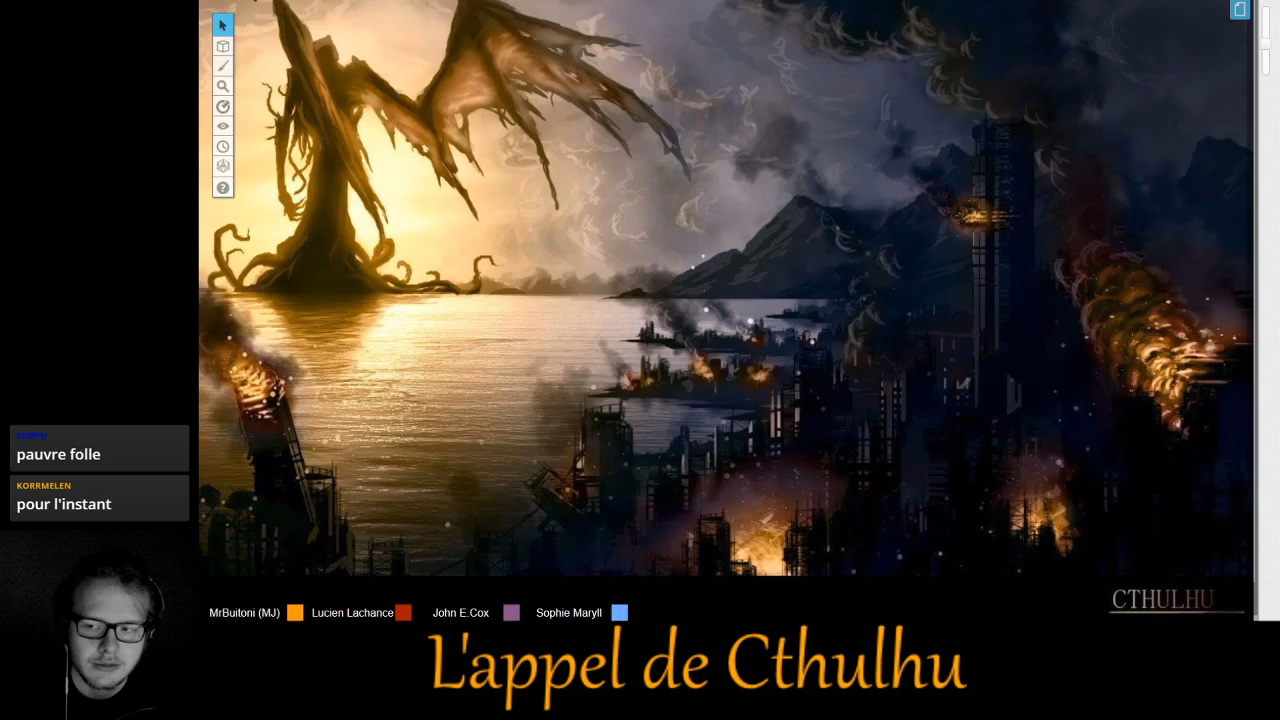 pauvre folle
KORRMELEN
pour l'instant
MrBuitoni (MJ)
Lucien Lachance
John E.Cox
Sophie Maryll
CTHULHU
L'appel de Cthulhu